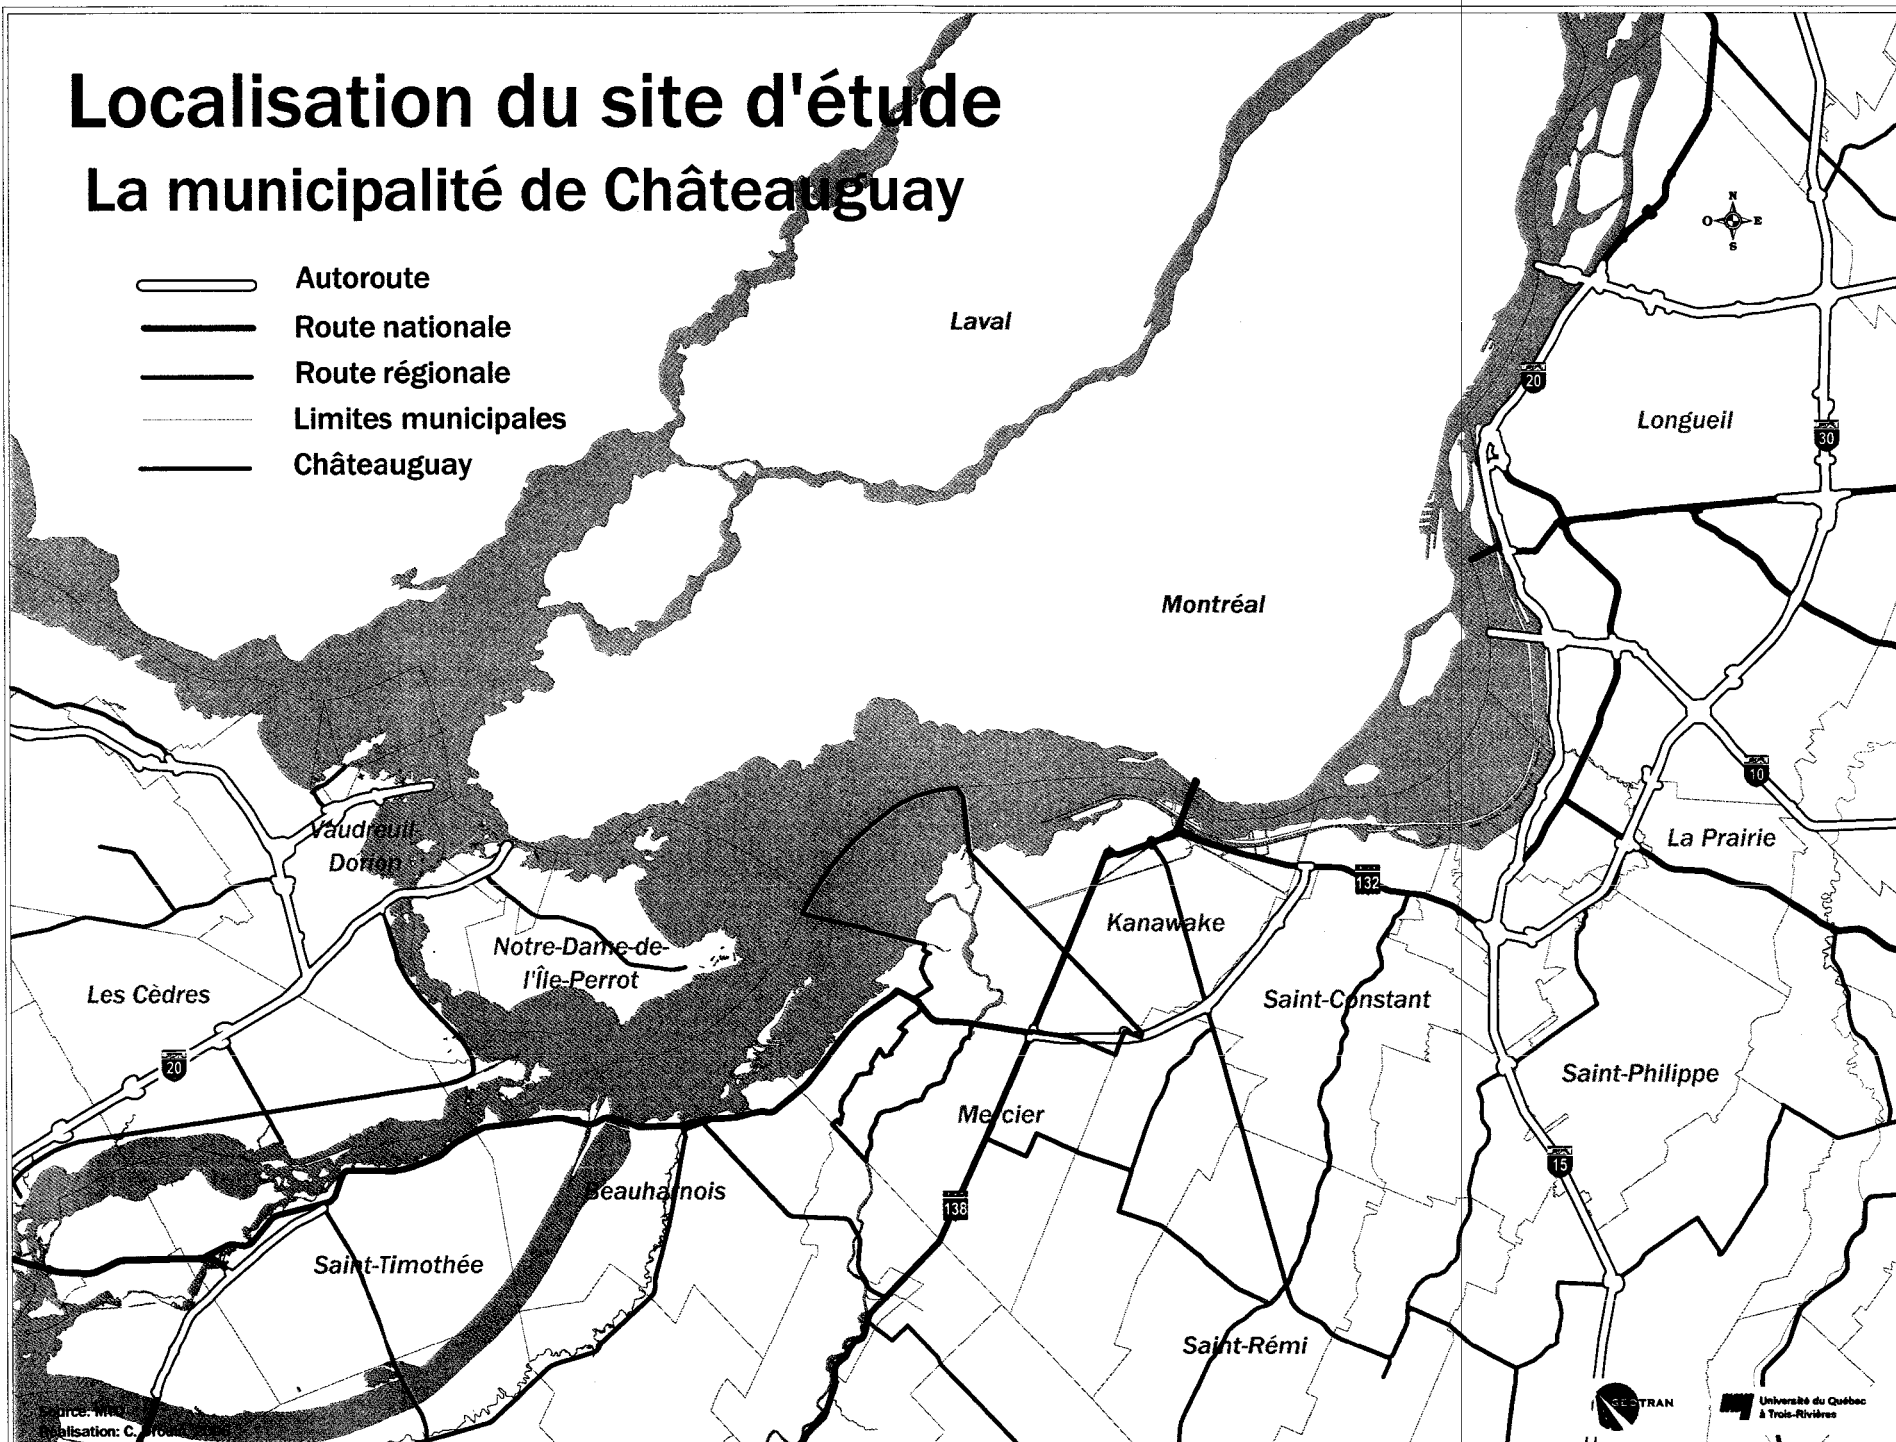 Localisation du site d'étude
La municipalité de Châteauguay
Autoroute
Route nationale
Route régionale
Limites municipales
Châteauguay
N
O E
S
Laval
20
Longueil
30
Montréal
10
Vaudreuil-
Dorion
La Prairie
132
Kanawake
Notre-Dame-de-
l'Île-Perrot
Les Cèdres
Saint-Constant
20
Saint-Philippe
Mercier
15
Beauharnois
138
Saint-Timothée
Saint-Rémi
Source:
Réalisation: C.
Université du Québec
à Trois-Rivières